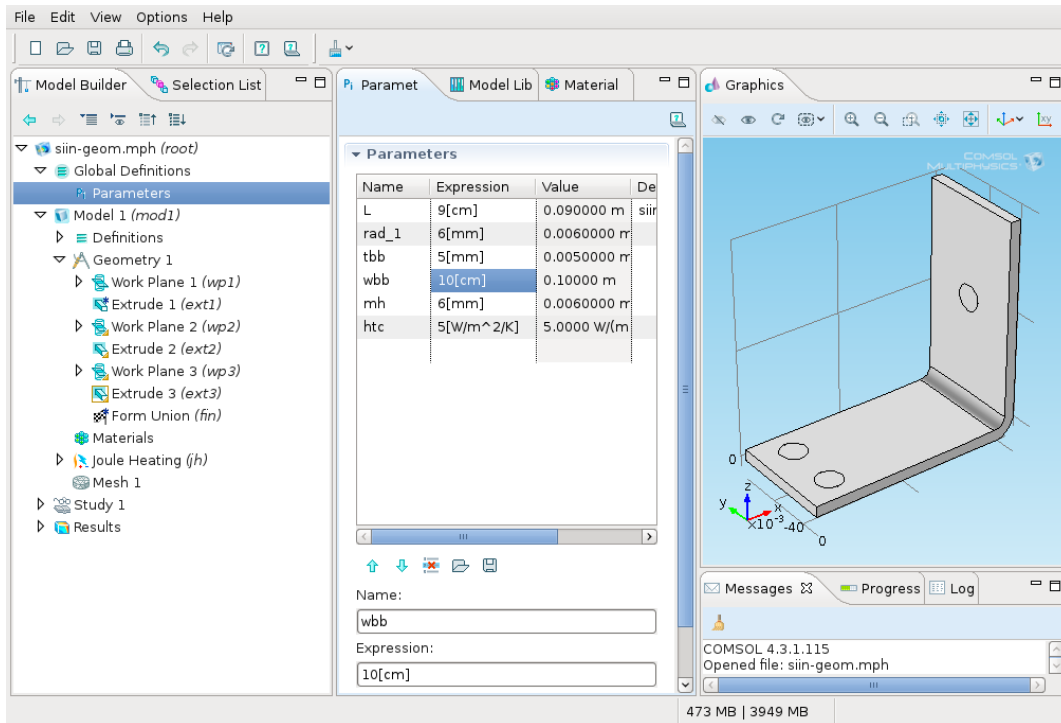 File Edit View Options Help
Model Builder Selection List
siin-geom.mph (root)
Global Definitions
Pi Parameters
Model 1 (mod1)
Definitions
Geometry 1
Work Plane 1 (wp1)
Extrude 1 (ext1)
Work Plane 2 (wp2)
Extrude 2 (ext2)
Work Plane 3 (wp3)
Extrude 3 (ext3)
Form Union (fin)
Materials
Joule Heating (jh)
Mesh 1
Study 1
Results
Pi Paramet Model Lib Material
Parameters
Name Expression Value De
L 9[cm] 0.090000 m siir
rad_1 6[mm] 0.0060000 m
tbb 5[mm] 0.0050000 m
wbb 10[cm] 0.10000 m
mh 6[mm] 0.0060000 m
htc 5[W/m^2/K] 5.0000 W/(m
Name:
wbb
Expression:
10[cm]
Graphics
xy
COMSOL
MULTIPHYSICS
0
z
y x
x10-3 -40
0
Messages Progress Log
COMSOL 4.3.1.115
Opened file: siin-geom.mph
473 MB | 3949 MB